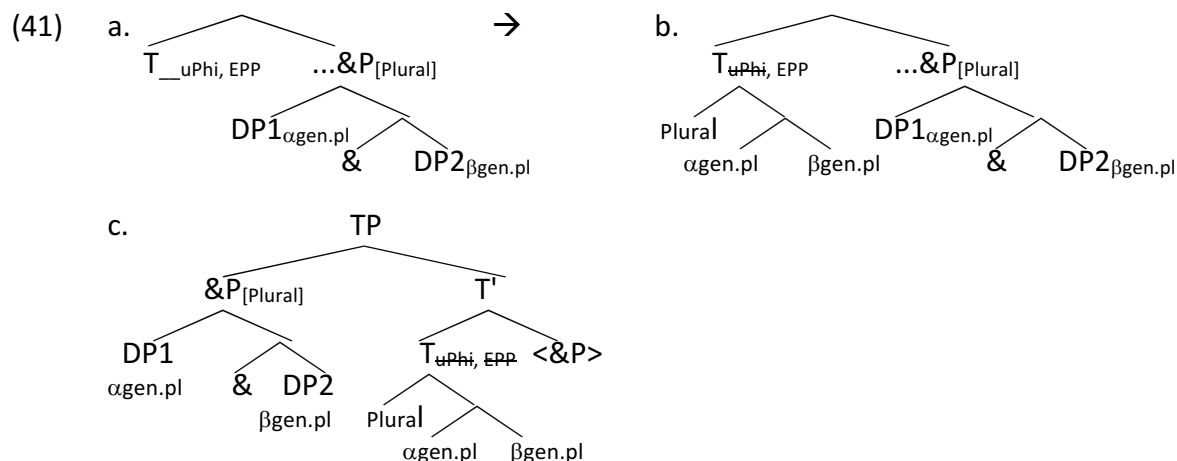 (41) a. → b.
T__uPhi, EPP ...&P[Plural] TuPhi, EPP ...&P[Plural]
DP1αgen.pl Plural DP1αgen.pl
& DP2βgen.pl αgen.pl βgen.pl & DP2βgen.pl
c. TP
&P[Plural] T'
DP1 & DP2 TuPhi, EPP <&P>
αgen.pl βgen.pl Plural
αgen.pl βgen.pl